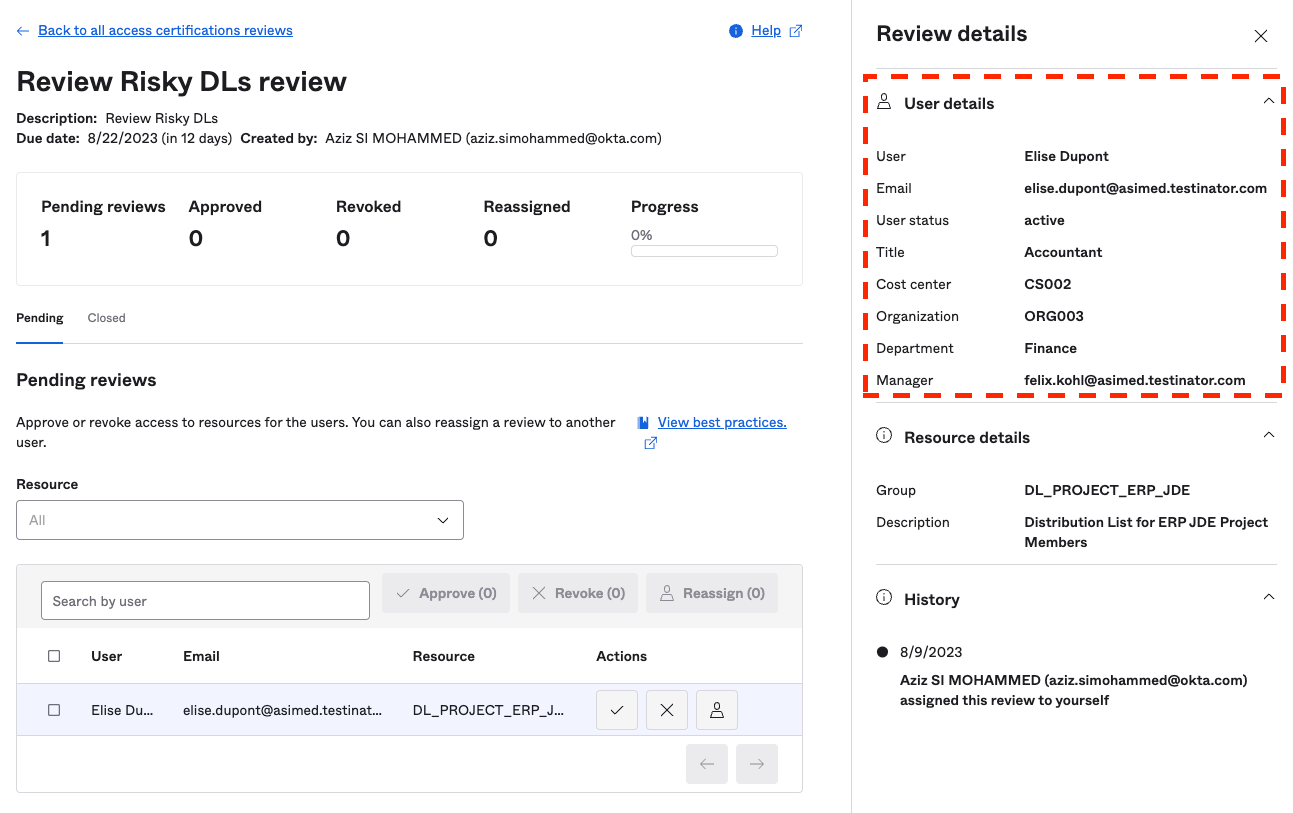 Back to all access certifications reviews
Help
Review Risky DLs review
Description: Review Risky DLs
Due date: 8/22/2023 (in 12 days) Created by: Aziz SI MOHAMMED (aziz.simohammed@okta.com)
Pending reviews Approved Revoked Reassigned Progress
1 0 0 0 0%
Pending Closed
Pending reviews
Approve or revoke access to resources for the users. You can also reassign a review to another
user.
View best practices.
Resource
All
Search by user
Approve (0) Revoke (0) Reassign (0)
User Email Resource Actions
Elise Du... elise.dupont@asimed.testinat... DL_PROJECT_ERP_J...
Review details
User details
User Elise Dupont
Email elise.dupont@asimed.testinator.com
User status active
Title Accountant
Cost center CS002
Organization ORG003
Department Finance
Manager felix.kohl@asimed.testinator.com
Resource details
Group DL_PROJECT_ERP_JDE
Description Distribution List for ERP JDE Project
Members
History
8/9/2023
Aziz SI MOHAMMED (aziz.simohammed@okta.com)
assigned this review to yourself